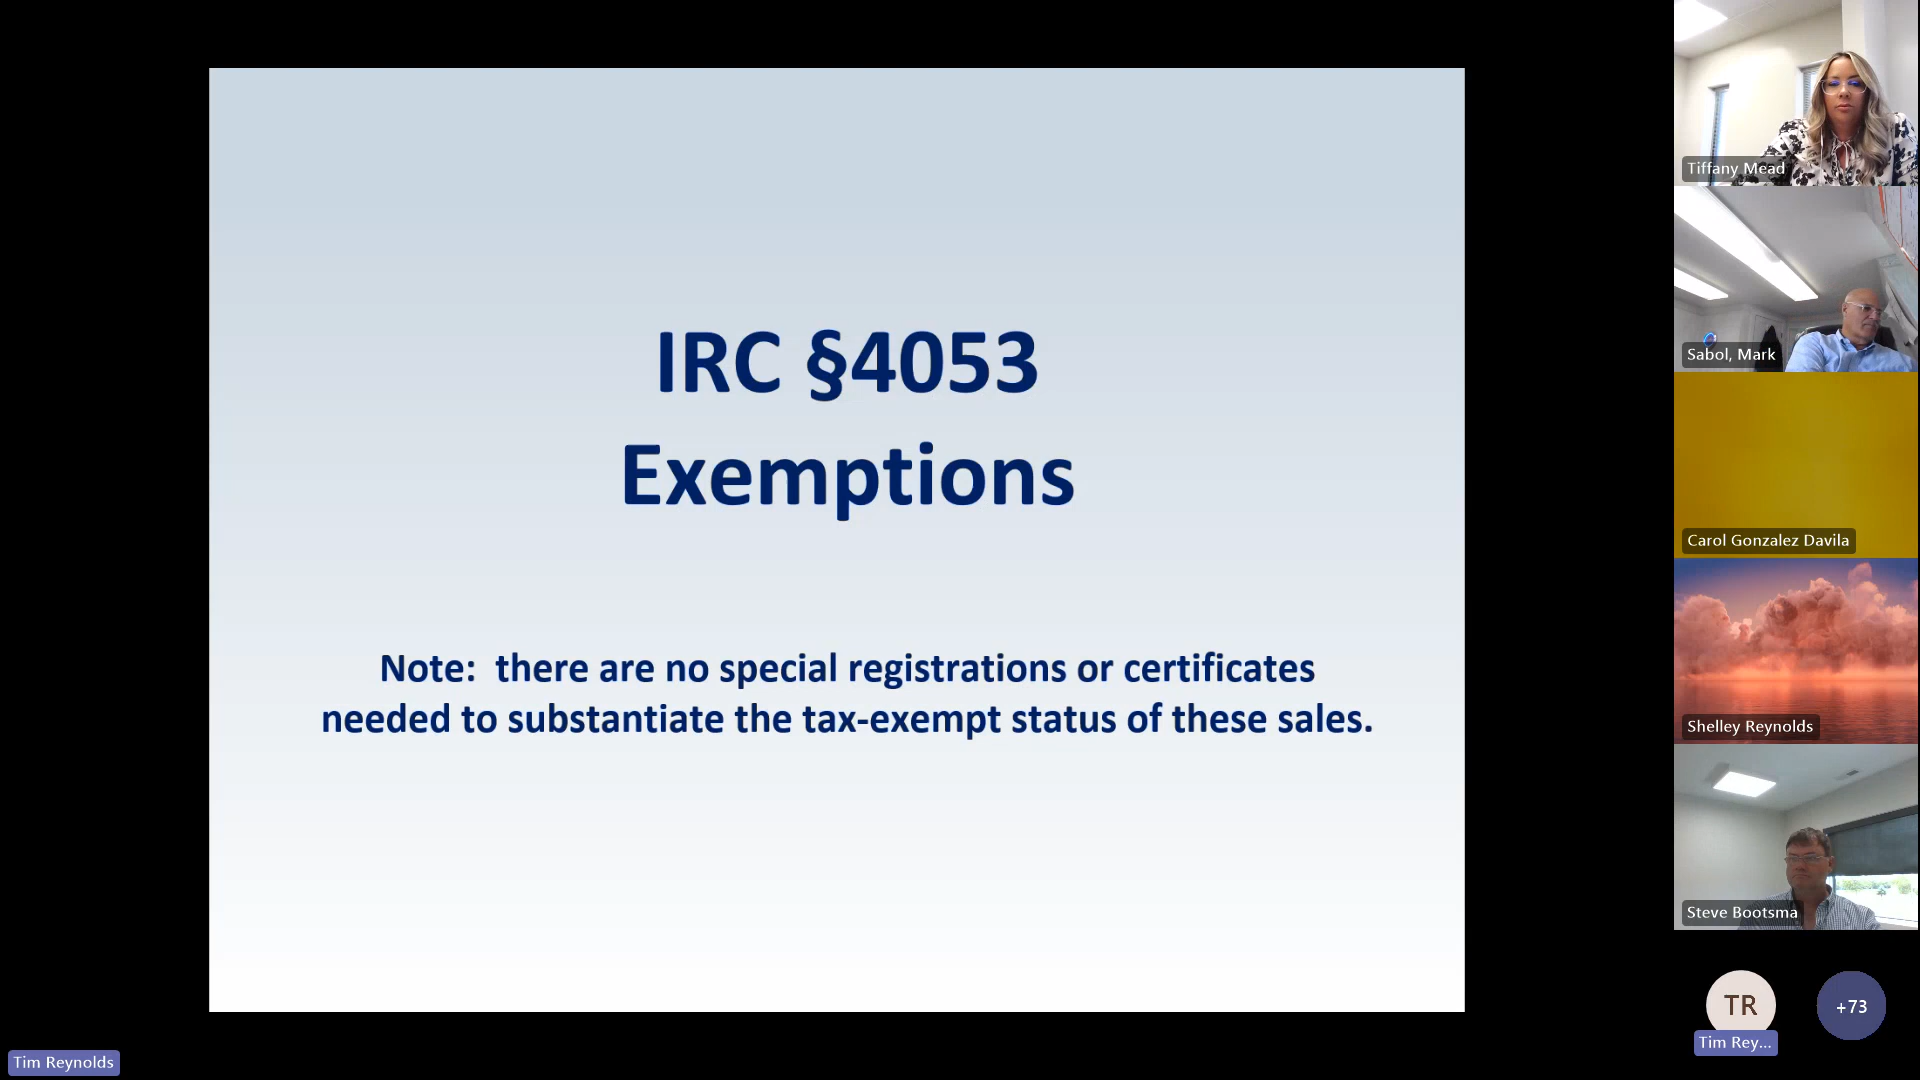 IRC §4053
Exemptions
Note:  there are no special registrations or certificates
needed to substantiate the tax-exempt status of these sales.
Tiffany Mead
Sabol, Mark
Carol Gonzalez Davila
Shelley Reynolds
Steve Bootsma
TR
+73
Tim Rey...
Tim Reynolds